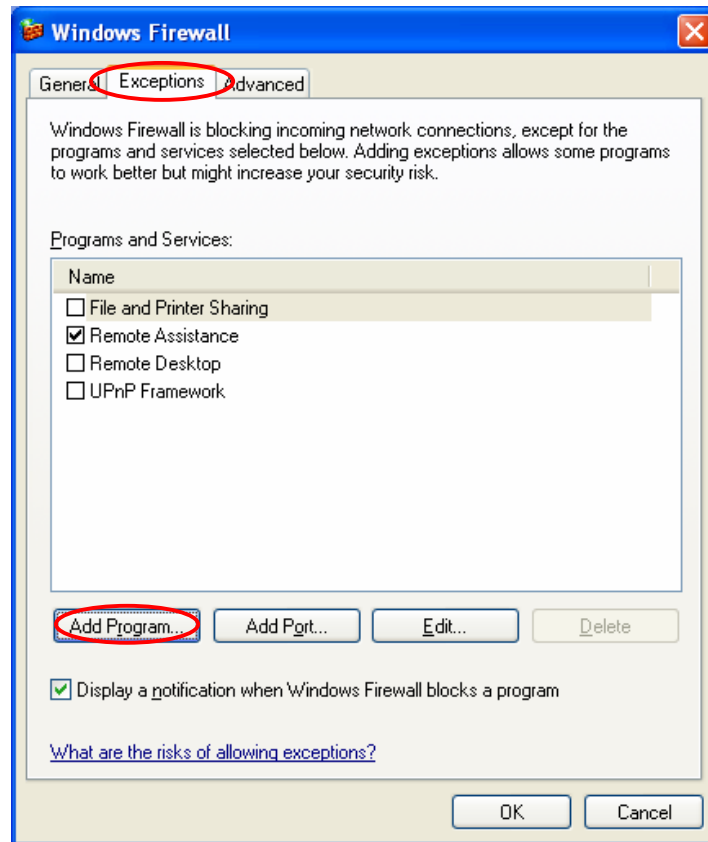 Windows Firewall
General Exceptions Advanced
Windows Firewall is blocking incoming network connections, except for the
programs and services selected below. Adding exceptions allows some programs
to work better but might increase your security risk.
Programs and Services:
Name
File and Printer Sharing
Remote Assistance
Remote Desktop
UPnP Framework
Add Program... Add Port... Edit... Delete
Display a notification when Windows Firewall blocks a program
What are the risks of allowing exceptions?
OK Cancel